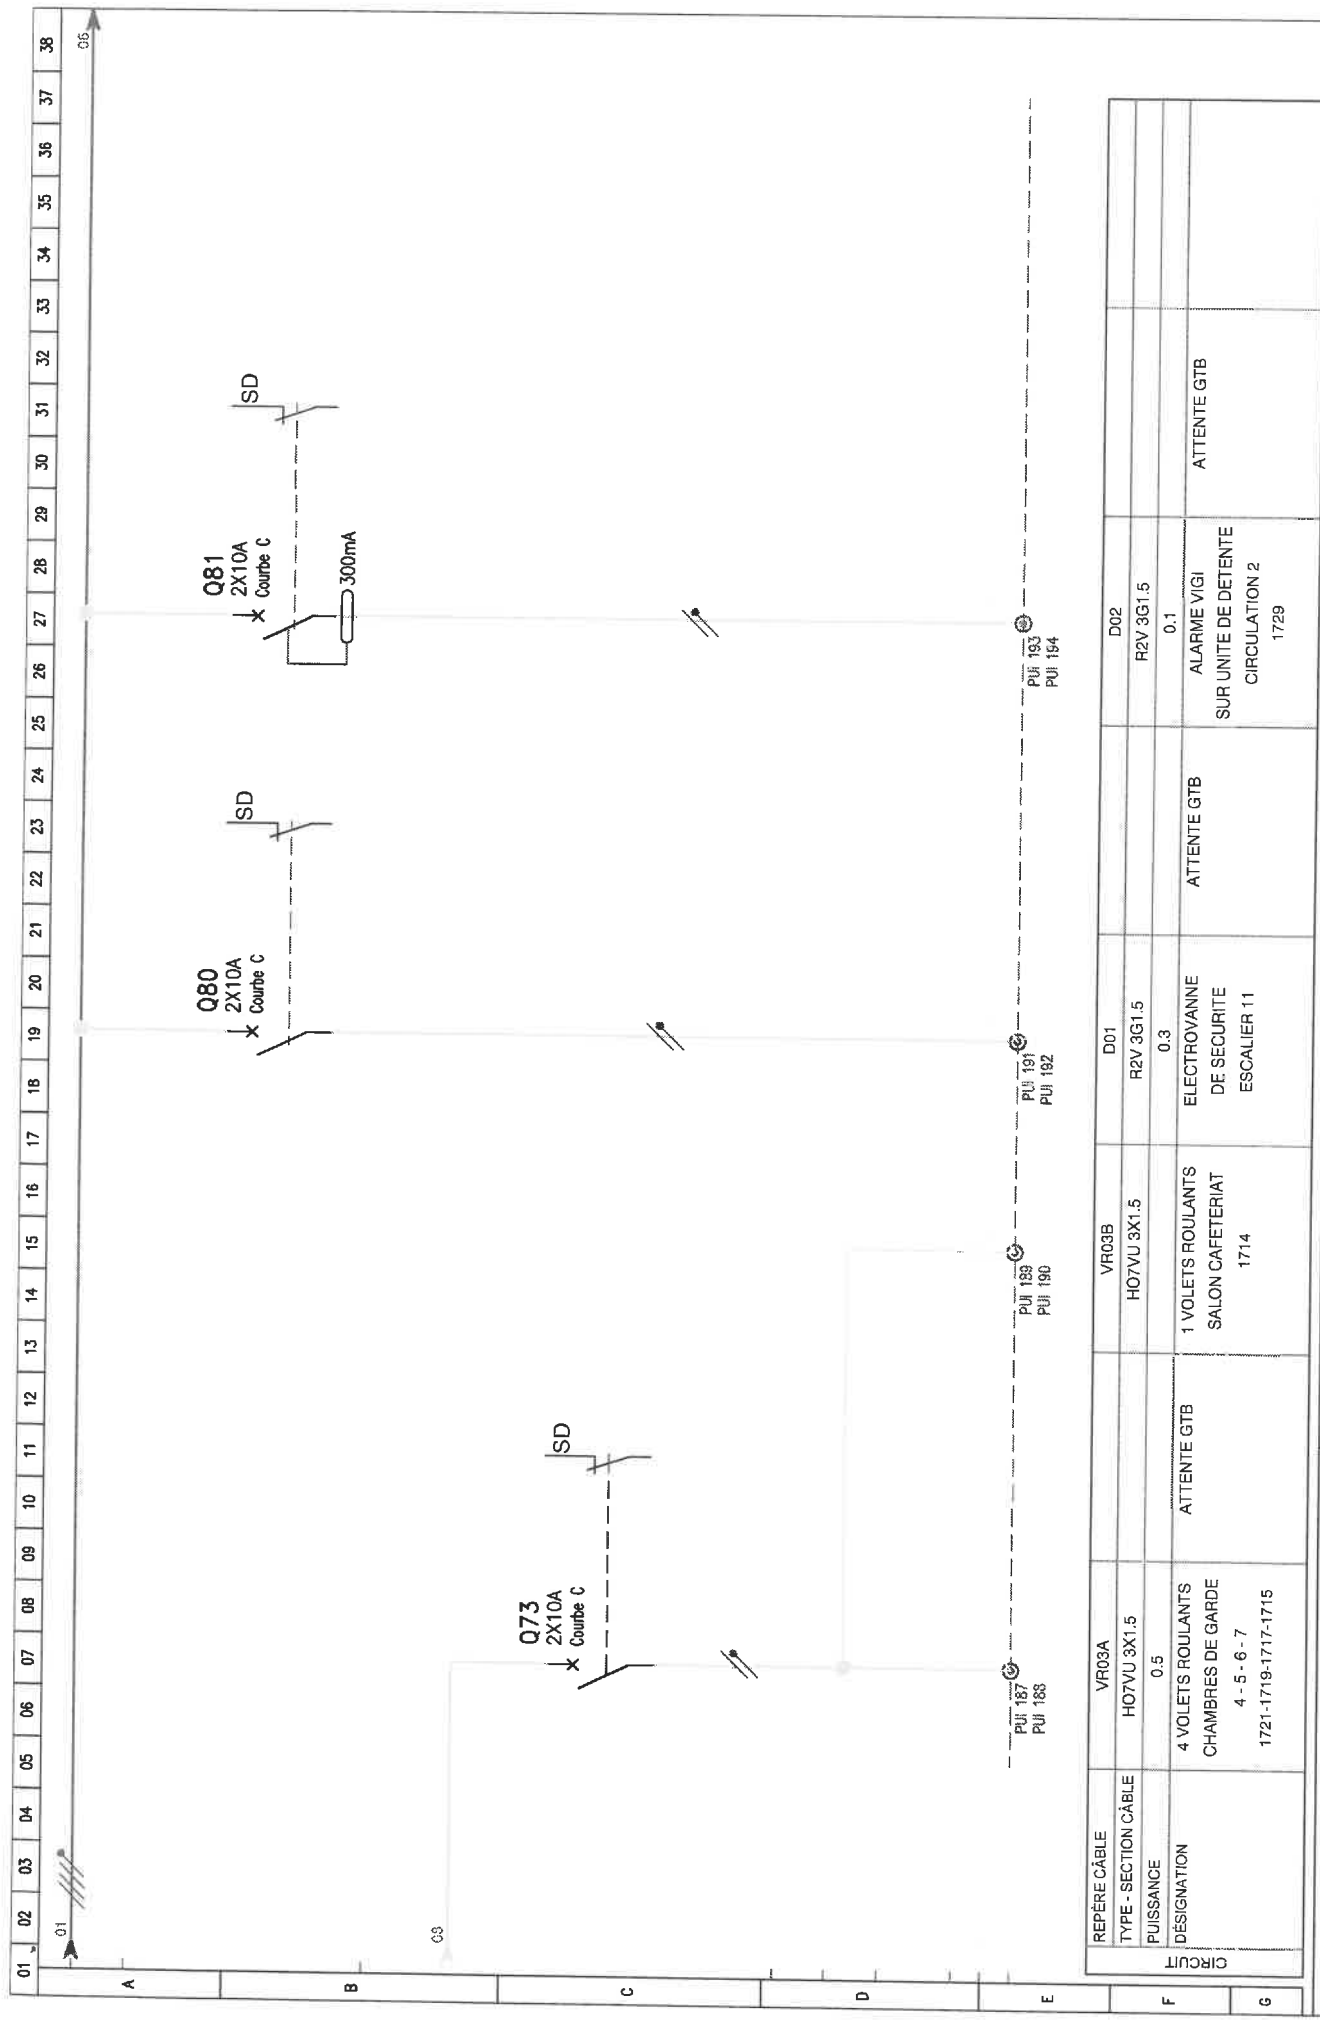 01 02 03 04 05 06 07 08 09 10 11 12 13 14 15 16 17 18 19 20 21 22 23 24 25 26 27 28 29 30 31 32 33 34 35 36 37 38
01
06
A
B
C
D
E
F
G
03
Q73
2X10A
Courbe C
SD
Q80
2X10A
Courbe C
SD
Q81
2X10A
Courbe C
SD
300mA
PUI 187
PUI 188
PUI 189
PUI 190
PUI 191
PUI 192
PUI 193
PUI 194
CIRCUIT
REPÈRE CÂBLE VR03A VR03B D01 D02
TYPE - SECTION CÂBLE HO7VU 3X1.5 HO7VU 3X1.5 R2V 3G1.5 R2V 3G1.5
PUISSANCE 0.5 0.3 0.1
DÉSIGNATION
4 VOLETS ROULANTS
CHAMBRES DE GARDE
4 - 5 - 6 - 7
1721-1719-1717-1715
ATTENTE GTB
1 VOLETS ROULANTS
SALON CAFETERIAT
1714
ELECTROVANNE
DE SECURITE
ESCALIER 11
ATTENTE GTB
ALARME VIGI
SUR UNITE DE DETENTE
CIRCULATION 2
1729
ATTENTE GTB